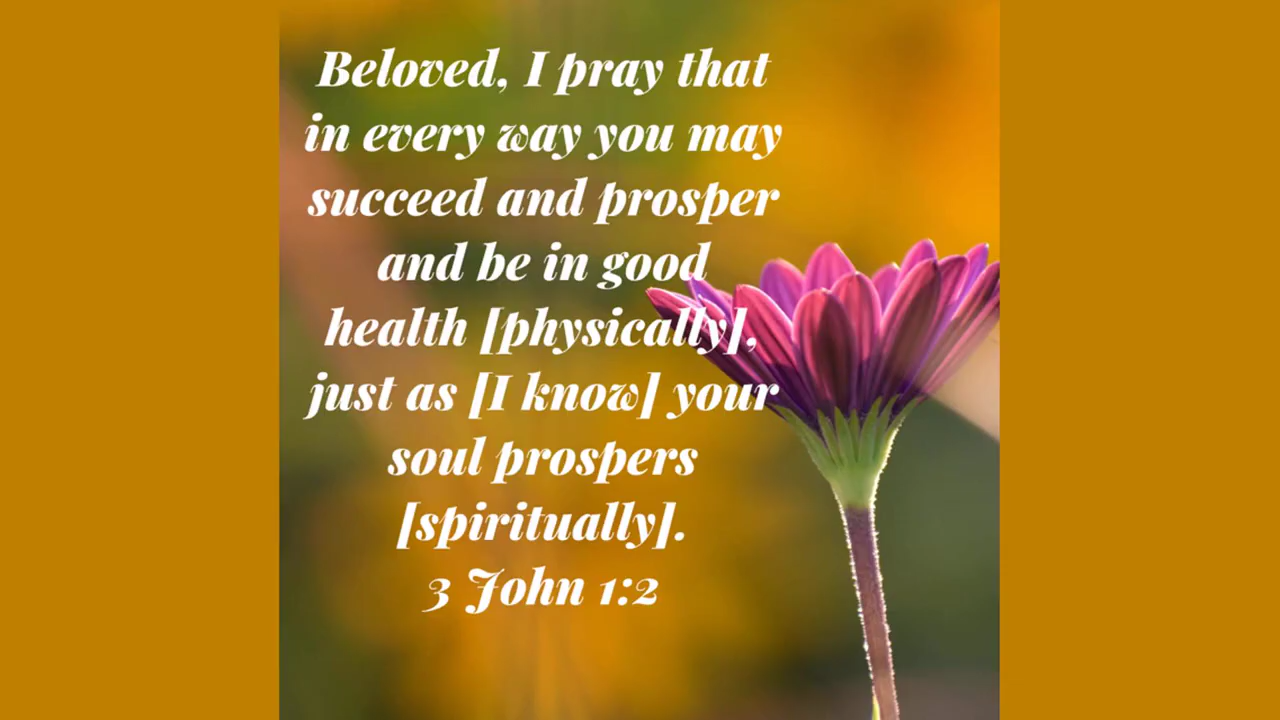 Beloved, I pray that
in every way you may
succeed and prosper
and be in good
health [physically],
just as [I know] your
soul prospers
[spiritually].
3 John 1:2